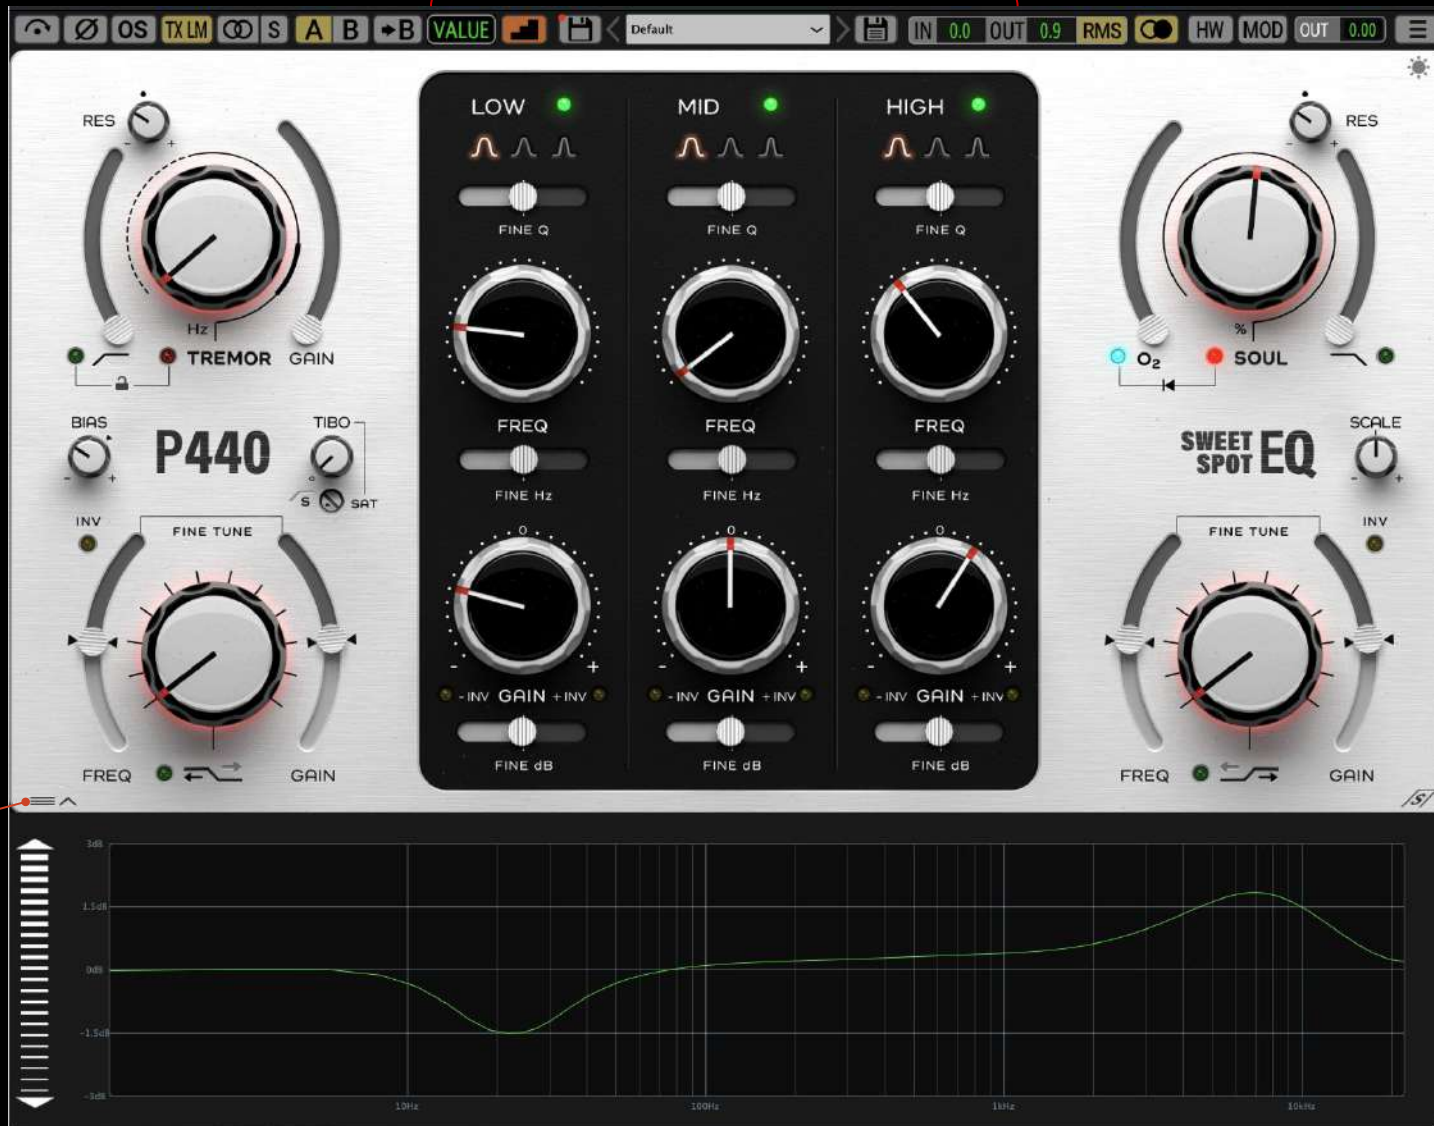 OS TX LM S A B →B VALUE Default IN 0.0 OUT 0.9 RMS HW MOD OUT 0.00
LOW MID HIGH
RES RES
- + - +
FINE Q FINE Q FINE Q
Hz %
TREMOR GAIN O₂ SOUL
BIAS TIBO FREQ FREQ FREQ SCALE
P440 SWEET SPOT EQ
- + - +
S SAT FINE Hz FINE Hz FINE Hz
INV FINE TUNE 0 0 0 FINE TUNE INV
- + - + - +
- INV GAIN + INV - INV GAIN + INV - INV GAIN + INV
FINE dB FINE dB FINE dB
FREQ GAIN FREQ GAIN
S
3dB
1.5dB
0dB
-1.5dB
-3dB
10Hz 100Hz 1kHz 10kHz